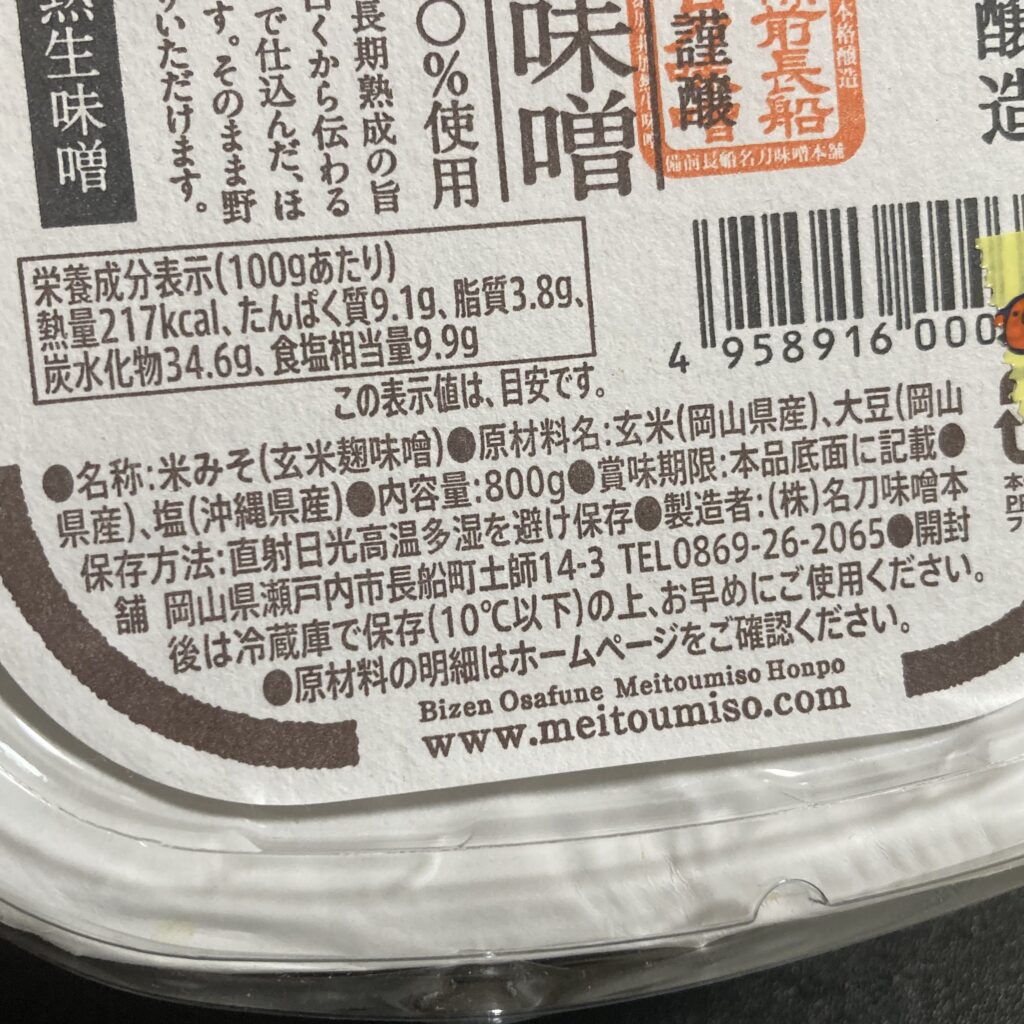 醸造
本格醸造
長船
備前長船名刀味噌本舗
謹醸
味噌
〇%使用
長期熟成の旨
古くから伝わる
で仕込んだ、ほ
す。そのまま野
いただけます。
熟生味噌
栄養成分表示(100gあたり)
熱量217kcal、たんぱく質9.1g、脂質3.8g、
炭水化物34.6g、食塩相当量9.9g
この表示値は、目安です。
4 958916 000
●名称:米みそ(玄米麹味噌)●原材料名:玄米(岡山県産)、大豆(岡山
県産)、塩(沖縄県産)●内容量:800g●賞味期限:本品底面に記載●
保存方法:直射日光高温多湿を避け保存●製造者:(株)名刀味噌本
舗 岡山県瀬戸内市長船町土師14-3 TEL0869-26-2065●開封
後は冷蔵庫で保存(10℃以下)の上、お早めにご使用ください。
●原材料の明細はホームページをご確認ください。
Bizen Osafune Meitoumiso Honpo
www.meitoumiso.com